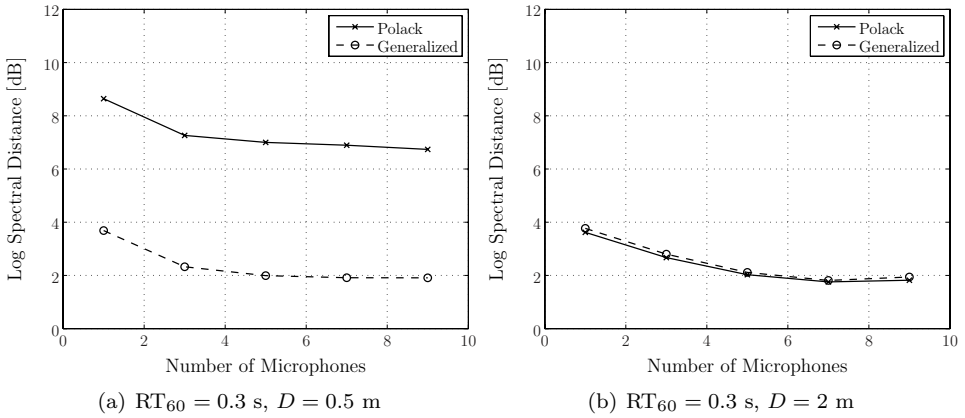 12
10
8
6
4
2
0
Log Spectral Distance [dB]
Polack
Generalized
0 2 4 6 8 10
Number of Microphones
(a) RT60 = 0.3 s, D = 0.5 m
12
10
8
6
4
2
0
Log Spectral Distance [dB]
Polack
Generalized
0 2 4 6 8 10
Number of Microphones
(b) RT60 = 0.3 s, D = 2 m